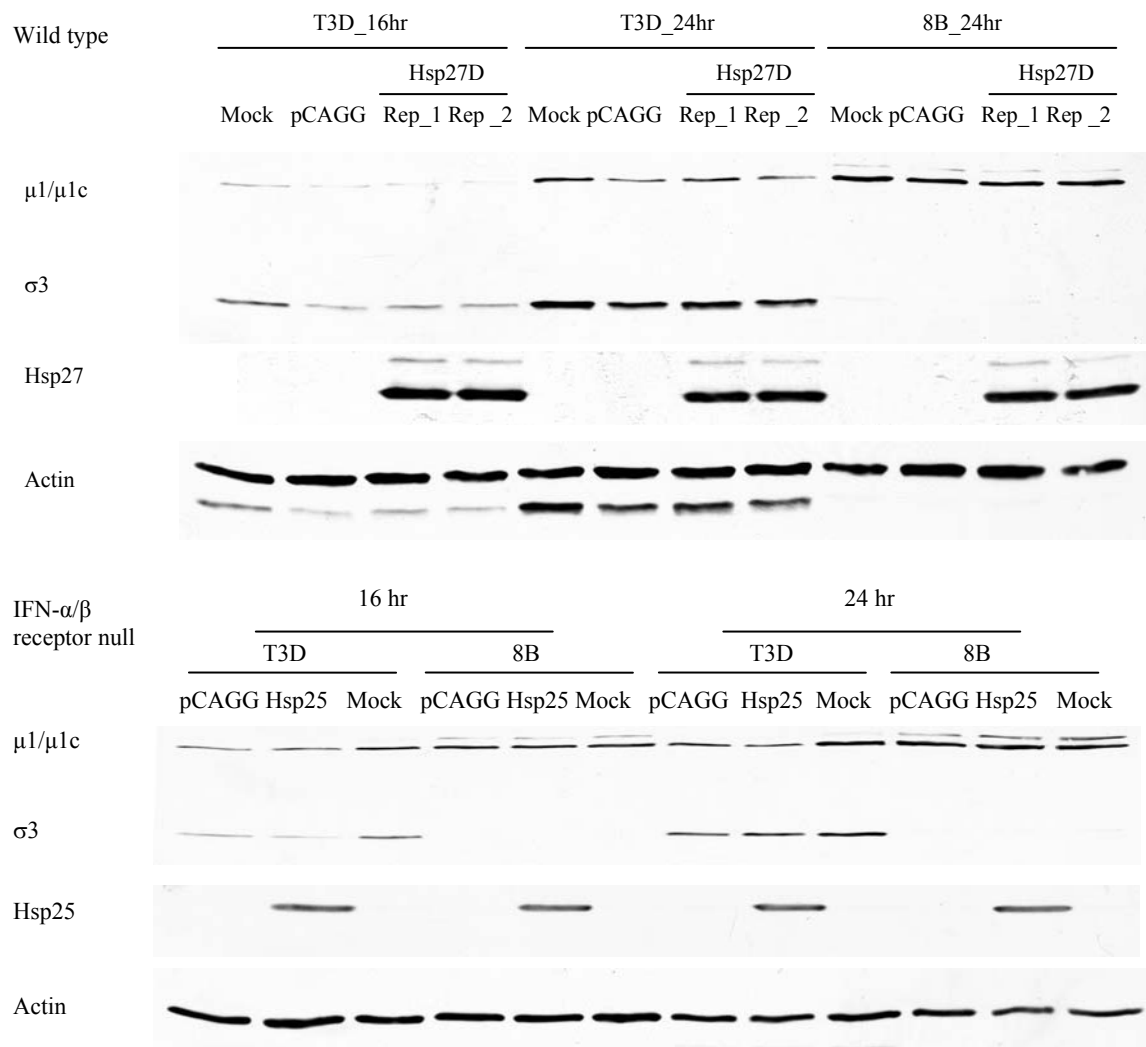 Wild type
T3D_16hr T3D_24hr 8B_24hr
Hsp27D Hsp27D Hsp27D
Mock pCAGG Rep_1 Rep _2 Mock pCAGG Rep_1 Rep _2 Mock pCAGG Rep_1 Rep _2
µ1/µ1c
σ3
Hsp27
Actin
IFN-α/β
receptor null
16 hr 24 hr
T3D 8B T3D 8B
pCAGG Hsp25 Mock pCAGG Hsp25 Mock pCAGG Hsp25 Mock pCAGG Hsp25 Mock
µ1/µ1c
σ3
Hsp25
Actin